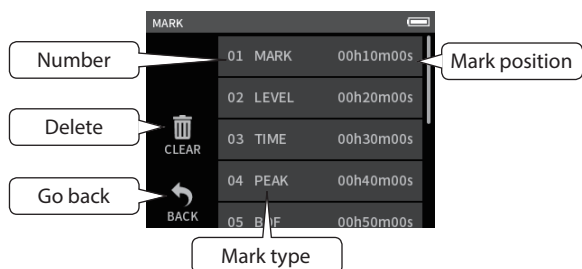 MARK
Number
01 MARK 00h10m00s
Mark position
02 LEVEL 00h20m00s
Delete
CLEAR
03 TIME 00h30m00s
Go back
04 PEAK 00h40m00s
BACK
05 00h50m00s
Mark type